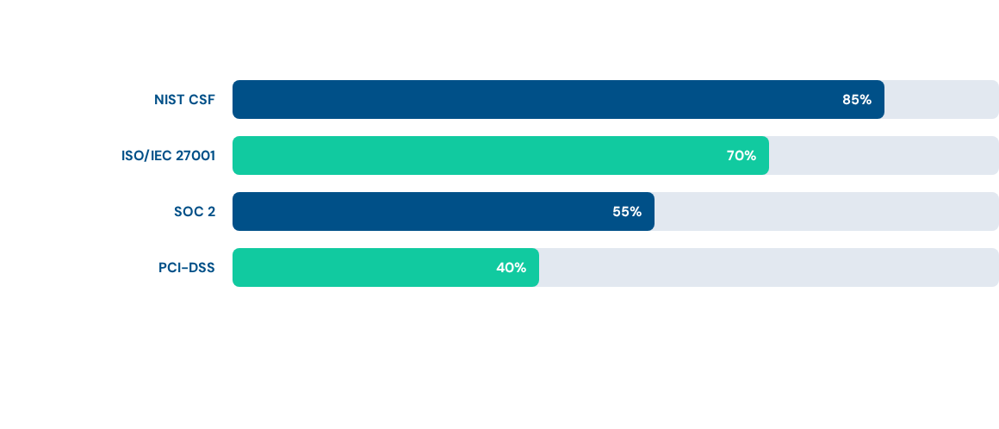 NIST CSF 85%
ISO/IEC 27001 70%
SOC 2 55%
PCI-DSS 40%